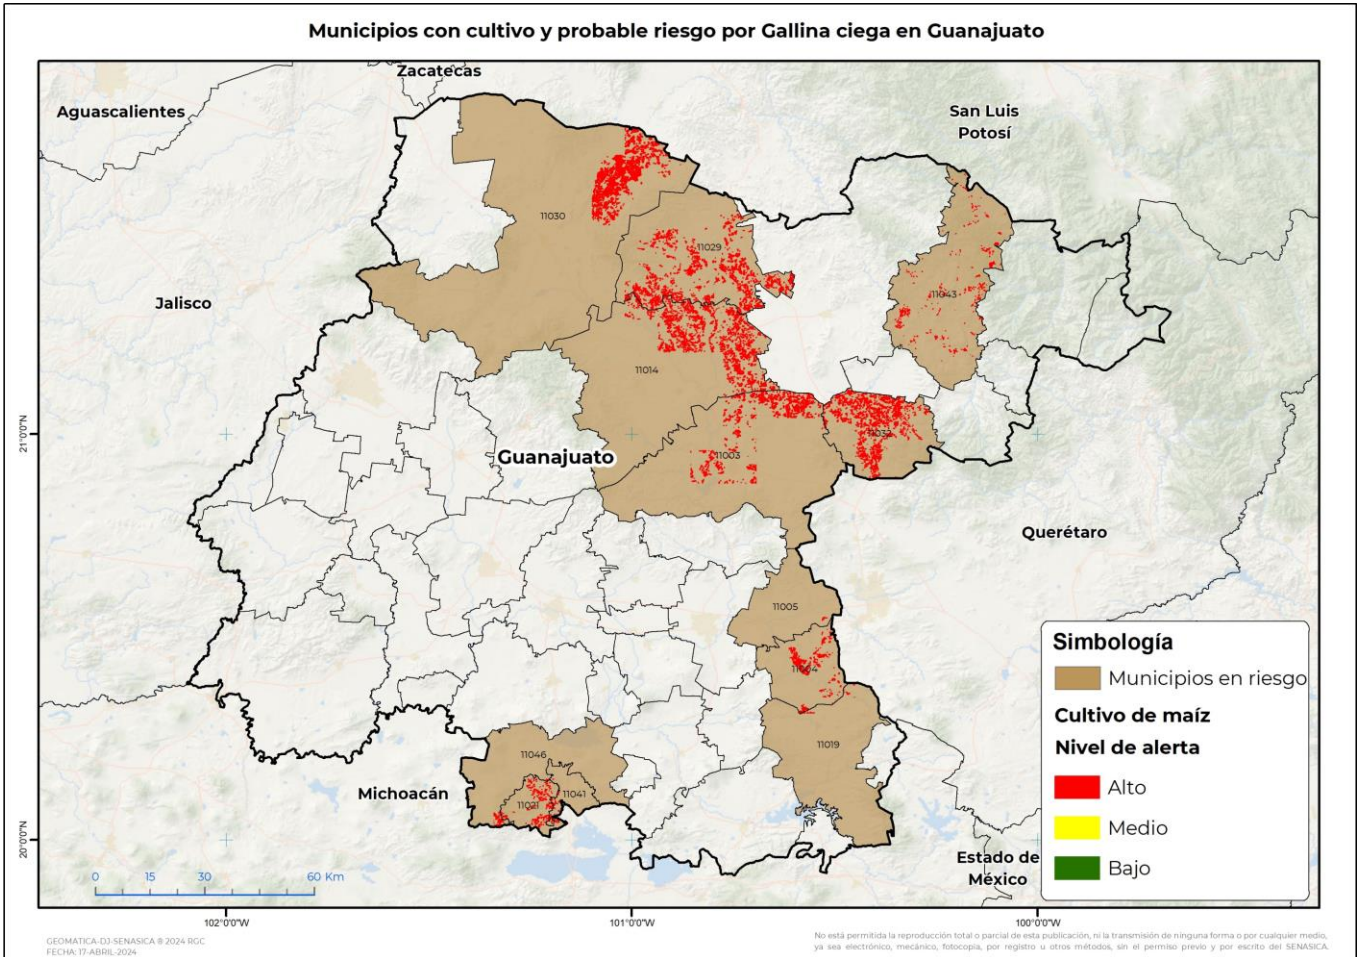 Municipios con cultivo y probable riesgo por Gallina ciega en Guanajuato
Zacatecas
Aguascalientes
San Luis
Potosí
11030
11029
11043
Jalisco
11014
21°0'0"N
11032
Guanajuato
11003
Querétaro
11005
11004
11019
11046
Michoacán
11021
11041
20°0'0"N
Estado de
México
0 15 30 60 Km
Simbología
Municipios en riesgo
Cultivo de maíz
Nivel de alerta
Alto
Medio
Bajo
102°0'0"W
101°0'0"W
100°0'0"W
GEOMATICA-DJ-SENASICA ® 2024 RGC
FECHA: 17-ABRIL-2024
No está permitida la reproducción total o parcial de esta publicación, ni la transmisión de ninguna forma o por cualquier medio,
ya sea electrónico, mecánico, fotocopia, por registro u otros métodos, sin el permiso previo y por escrito del SENASICA.